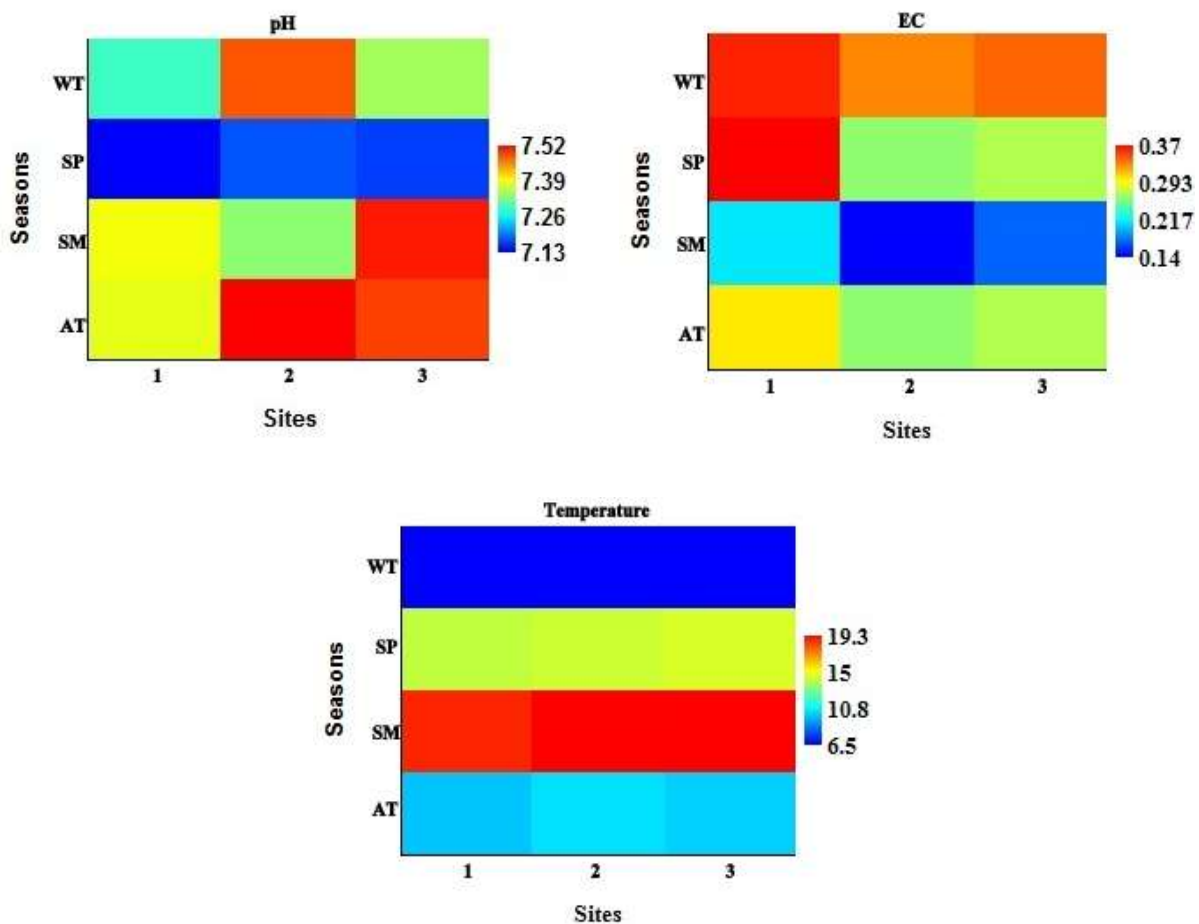 pH
WT
SP
SM
AT
Seasons
1 2 3
Sites
7.52
7.39
7.26
7.13
EC
WT
SP
SM
AT
Seasons
1 2 3
Sites
0.37
0.293
0.217
0.14
Temperature
WT
SP
SM
AT
Seasons
1 2 3
Sites
19.3
15
10.8
6.5